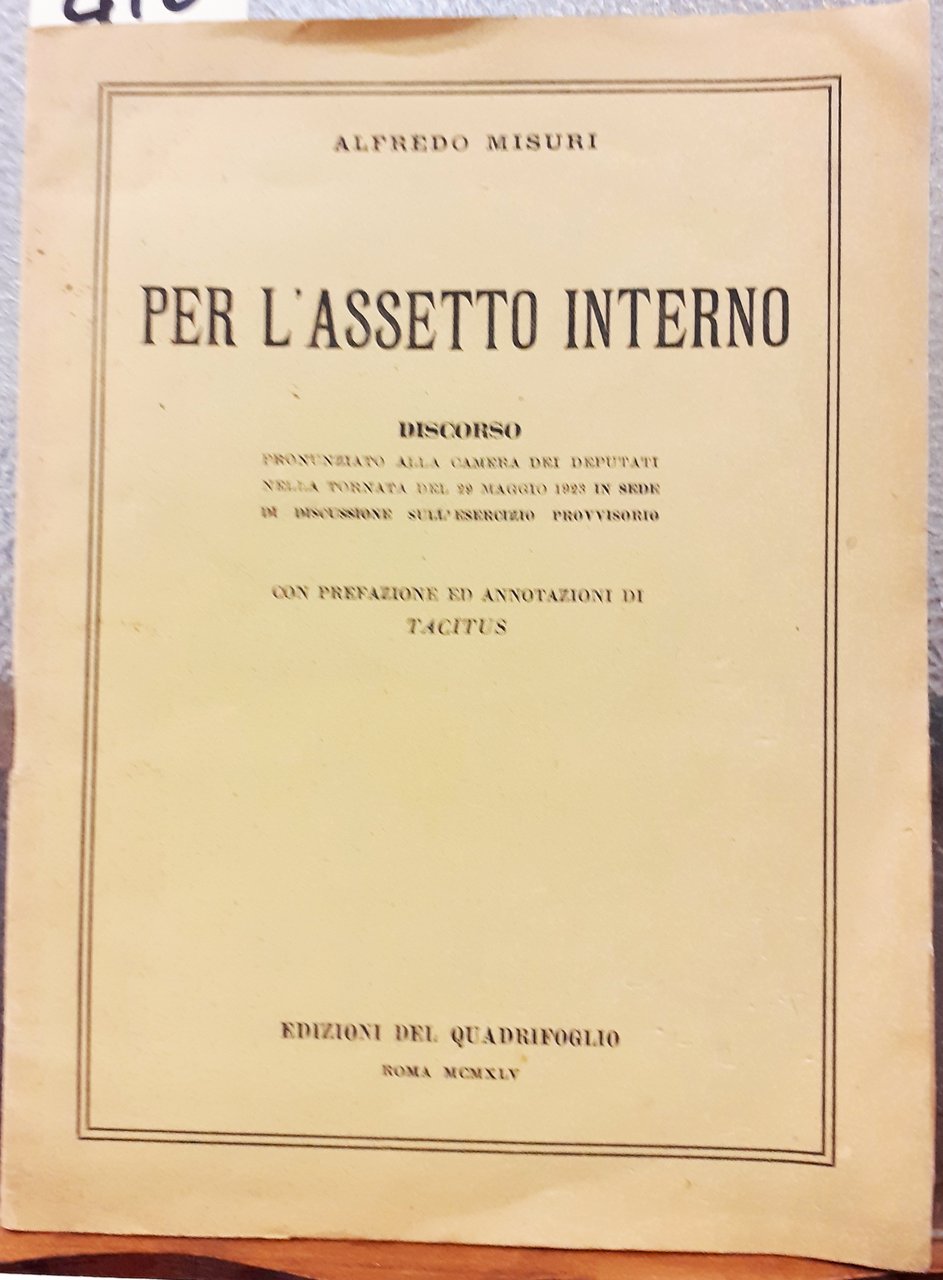 ALFREDO MISURI
PER L'ASSETTO INTERNO
DISCORSO
PRONUNZIATO ALLA CAMERA DEI DEPUTATI
NELLA TORNATA DEL 29 MAGGIO 1923 IN SEDE
DI DISCUSSIONE SULL'ESERCIZIO PROVVISORIO
CON PREFAZIONE ED ANNOTAZIONI DI
TACITUS
EDIZIONI DEL QUADRIFOGLIO
ROMA MCMXLV